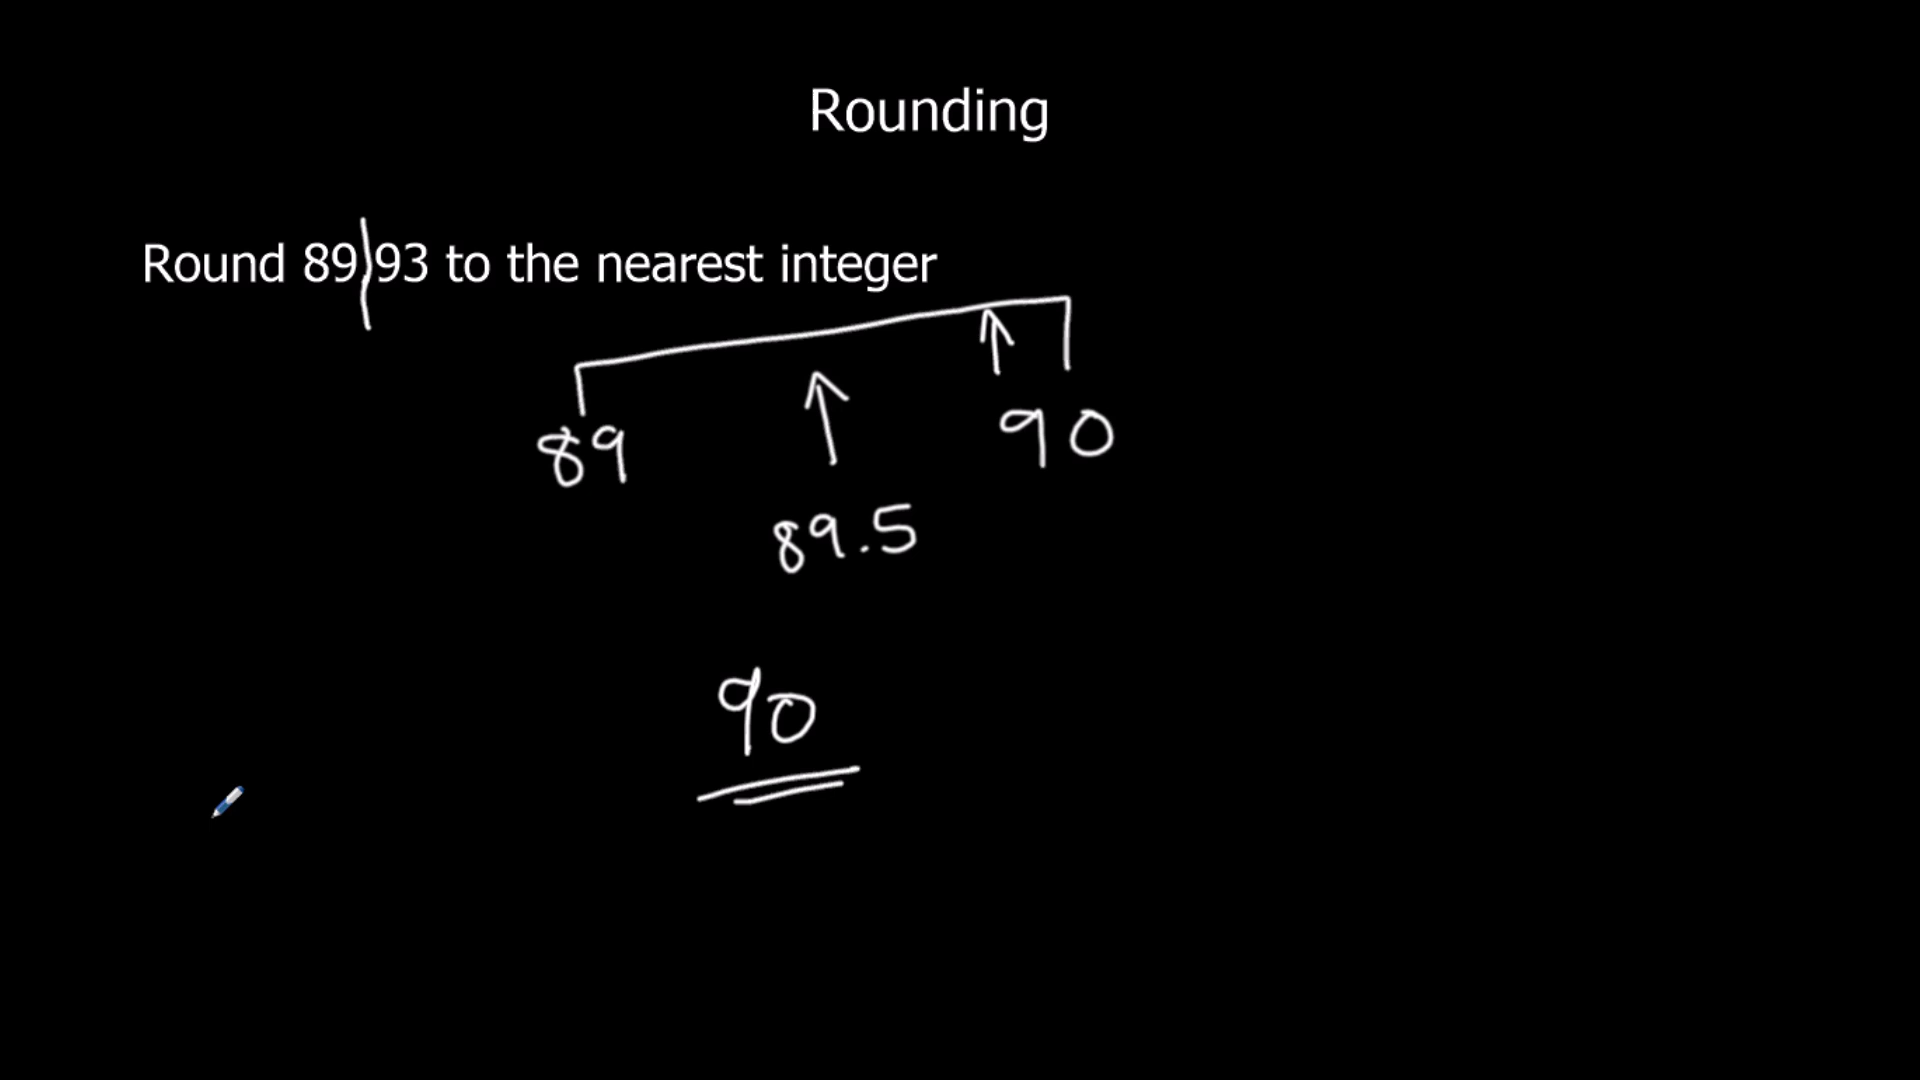 Rounding
Round 89.93 to the nearest integer
89 90
89.5
90